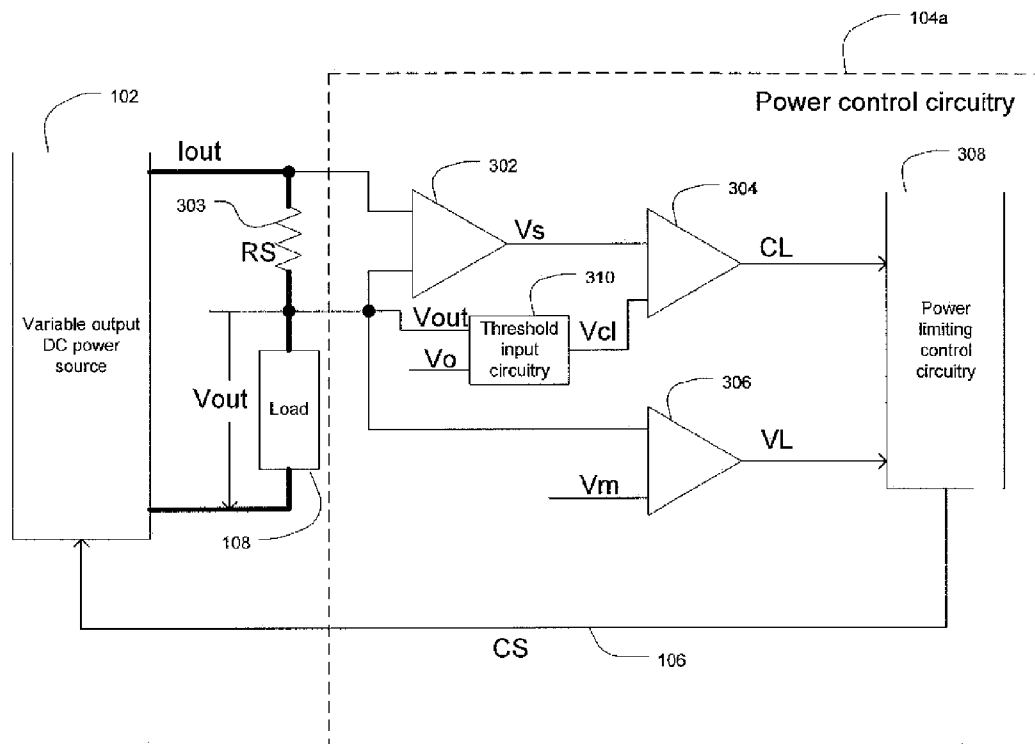 104a
102
Power control circuitry
Iout
302
308
304
303
Vs
CL
RS
310
Vout
Threshold
input
circuitry
Vcl
Vo
Variable output
DC power
source
Power
limiting
control
circuitry
306
Vout
Load
VL
Vm
108
CS
106